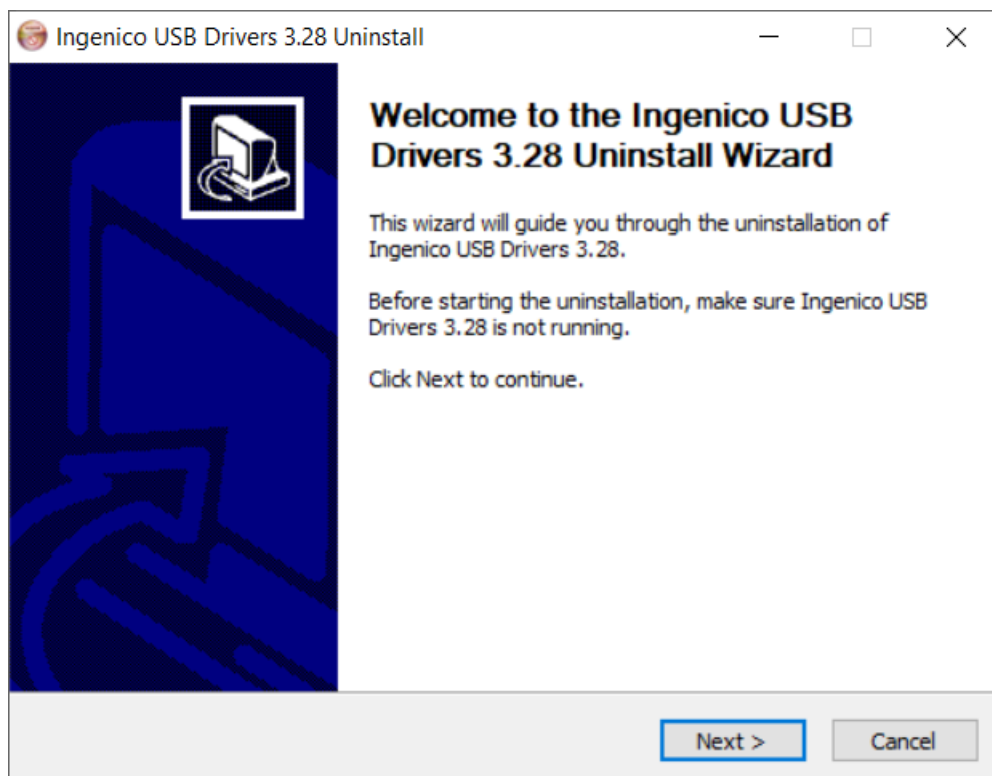 Ingenico USB Drivers 3.28 Uninstall
Welcome to the Ingenico USB
Drivers 3.28 Uninstall Wizard
This wizard will guide you through the uninstallation of
Ingenico USB Drivers 3.28.
Before starting the uninstallation, make sure Ingenico USB
Drivers 3.28 is not running.
Click Next to continue.
Next >
Cancel